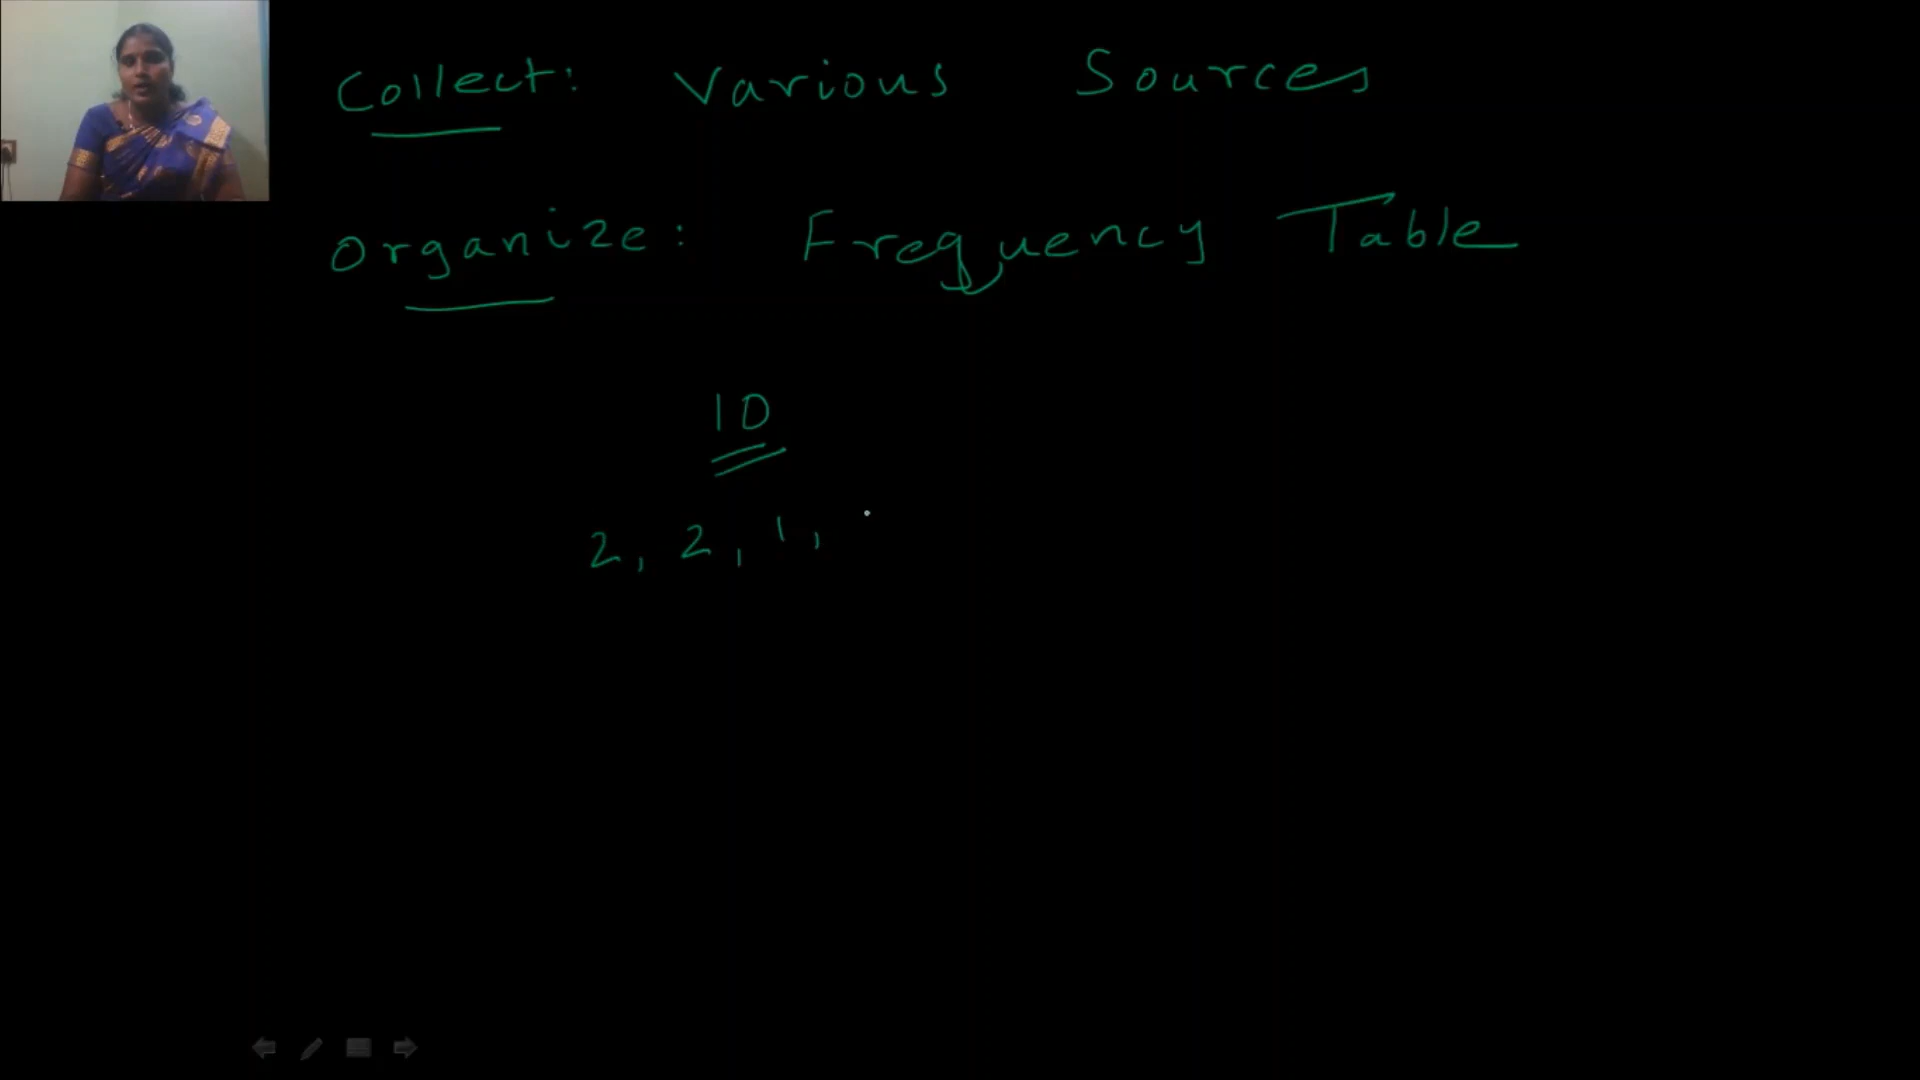 Collect: Various Sources
Organize: Frequency Table
10
2, 2, 1,